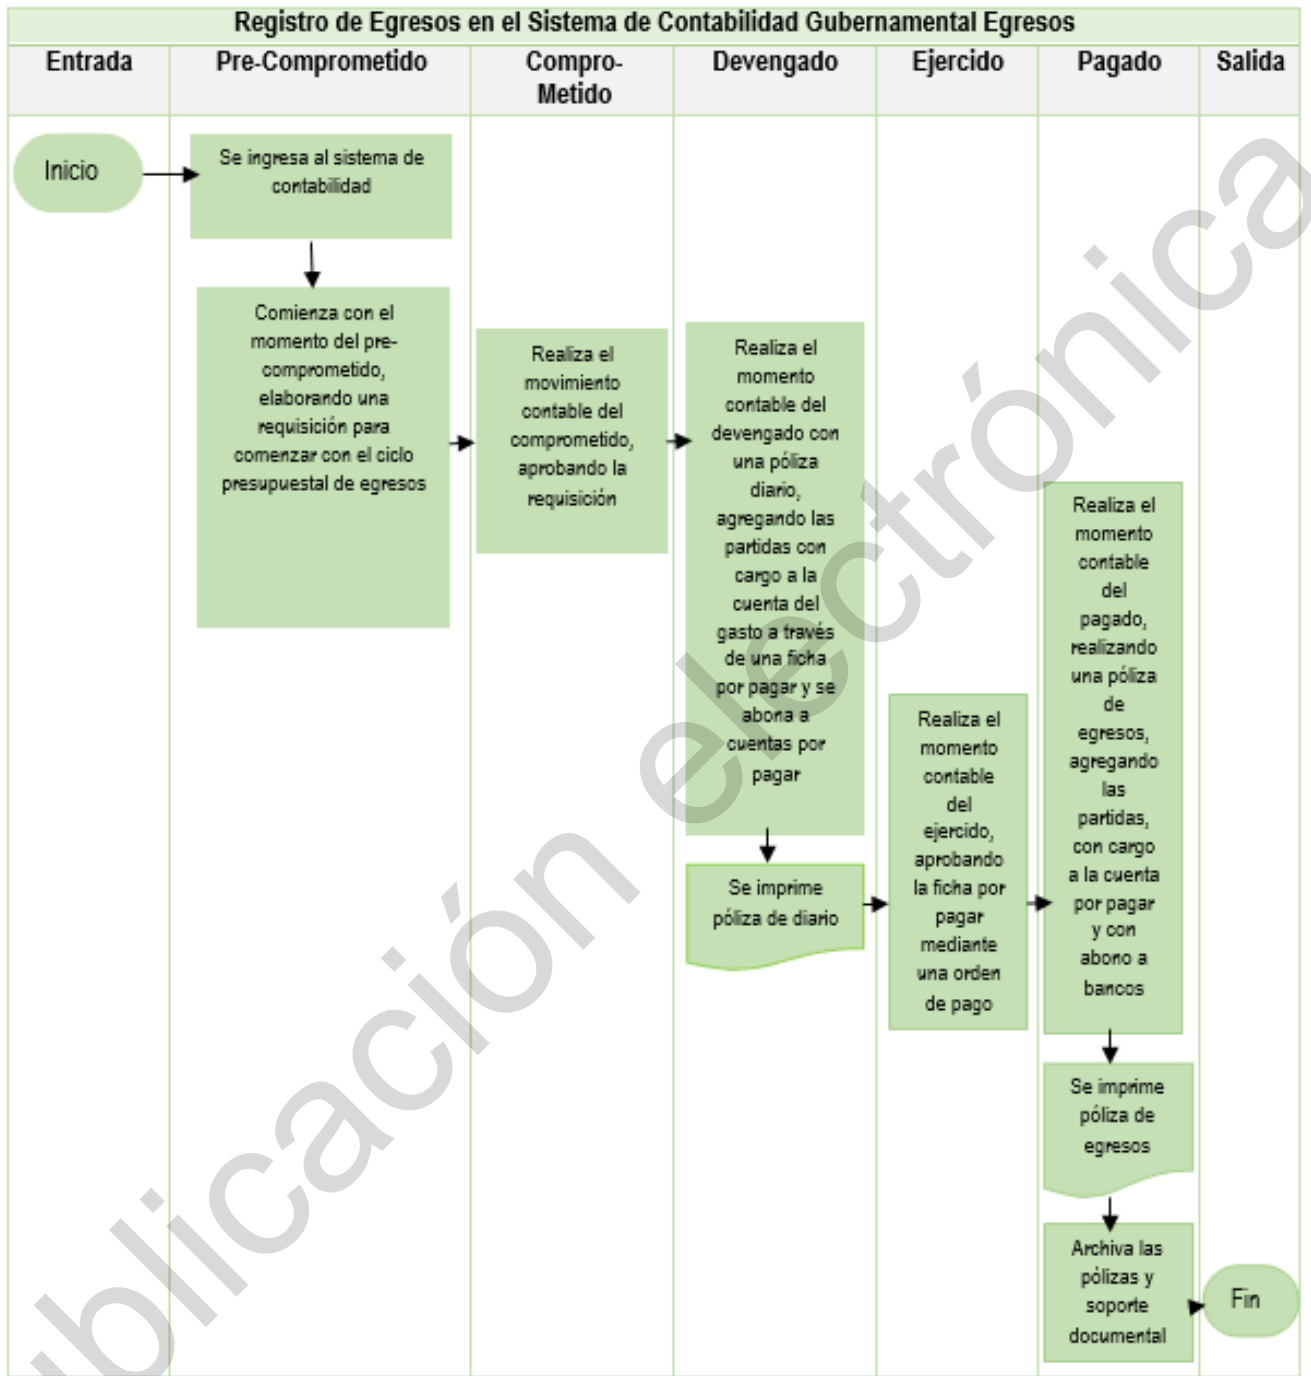 Registro de Egresos en el Sistema de Contabilidad Gubernamental Egresos
Entrada
Pre-Comprometido
Compro-
Metido
Devengado
Ejercido
Pagado
Salida
Inicio
Se ingresa al sistema de
contabilidad
Comienza con el
momento del pre-
comprometido,
elaborando una
requisición para
comenzar con el ciclo
presupuestal de egresos
Realiza el
movimiento
contable del
comprometido,
aprobando la
requisición
Realiza el
momento
contable del
devengado con
una póliza
diario,
agregando las
partidas con
cargo a la
cuenta del
gasto a través
de una ficha
por pagar y se
abona a
cuentas por
pagar
Se imprime
póliza de diario
Realiza el
momento
contable
del
ejercido,
aprobando
la ficha por
pagar
mediante
una orden
de pago
Realiza el
momento
contable
del
pagado,
realizando
una póliza
de
egresos,
agregando
las
partidas,
con cargo
a la cuenta
por pagar
y con
abono a
bancos
Se imprime
póliza de
egresos
Archiva las
pólizas y
soporte
documental
Fin
ublicación electrónica